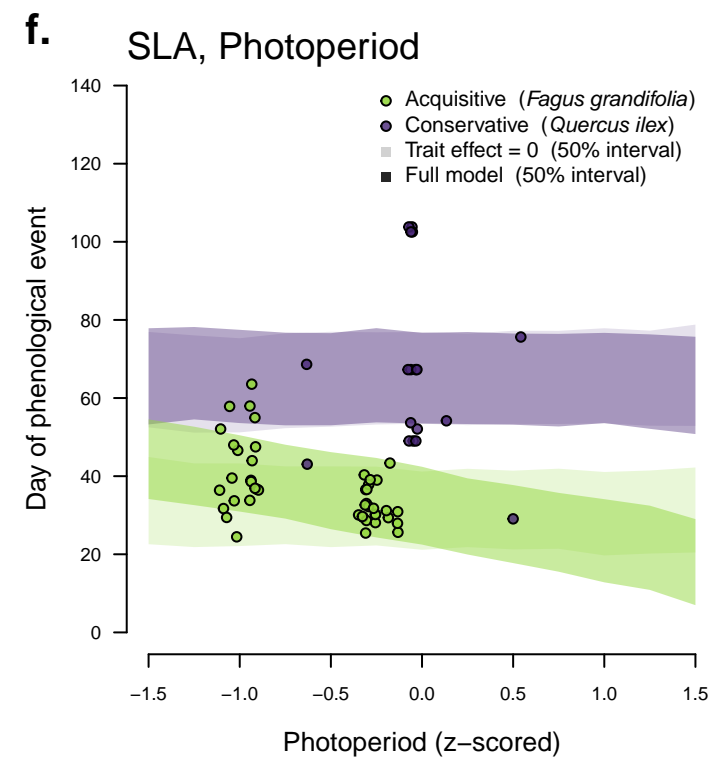 f.
SLA, Photoperiod
Acquisitive (Fagus grandifolia)
Conservative (Quercus ilex)
Trait effect = 0 (50% interval)
Full model (50% interval)
Day of phenological event
140
120
100
80
60
40
20
0
−1.5 −1.0 −0.5 0.0 0.5 1.0 1.5
Photoperiod (z−scored)